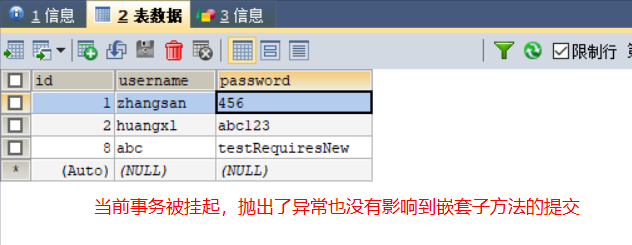 1 信息 2 表数据 3 信息
限制行
id username password
1 zhangsan 456
2 huangxl abc123
8 abc testRequiresNew
* (Auto) (NULL) (NULL)
当前事务被挂起，抛出了异常也没有影响到嵌套子方法的提交